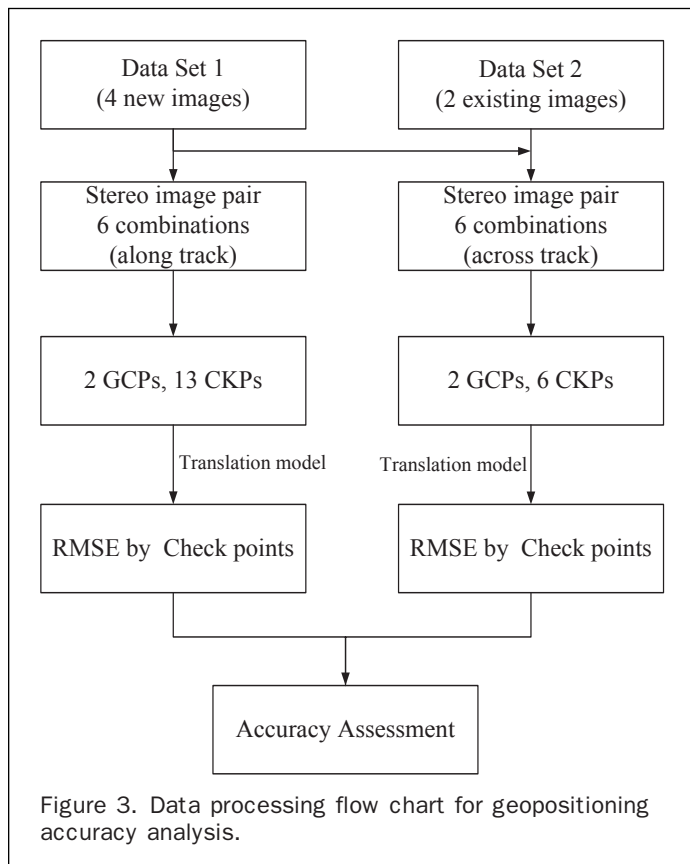 Data Set 1
(4 new images)
Data Set 2
(2 existing images)
Stereo image pair
6 combinations
(along track)
Stereo image pair
6 combinations
(across track)
2 GCPs, 13 CKPs
2 GCPs, 6 CKPs
Translation model
Translation model
RMSE by Check points
RMSE by Check points
Accuracy Assessment
Figure 3. Data processing flow chart for geopositioning
accuracy analysis.